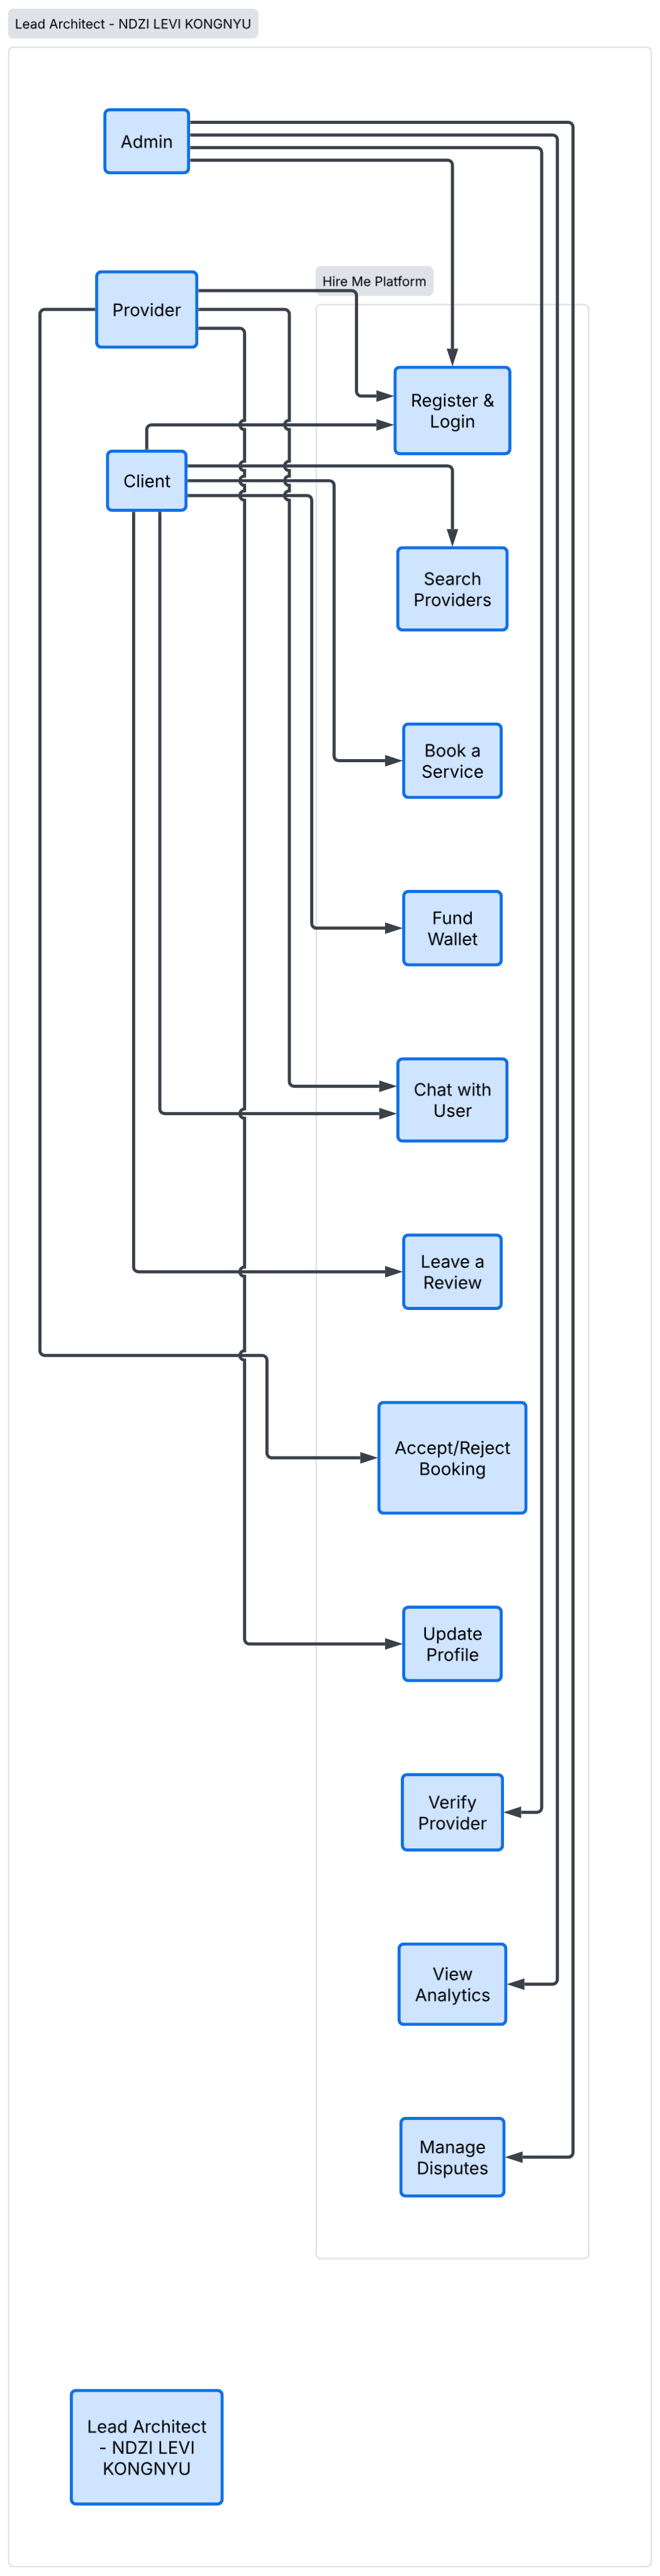 Lead Architect - NDZI LEVI KONGNYU
Admin
Provider
Hire Me Platform
Register &
Login
Client
Search
Providers
Book a
Service
Fund
Wallet
Chat with
User
Leave a
Review
Accept/Reject
Booking
Update
Profile
Verify
Provider
View
Analytics
Manage
Disputes
Lead Architect
- NDZI LEVI
KONGNYU